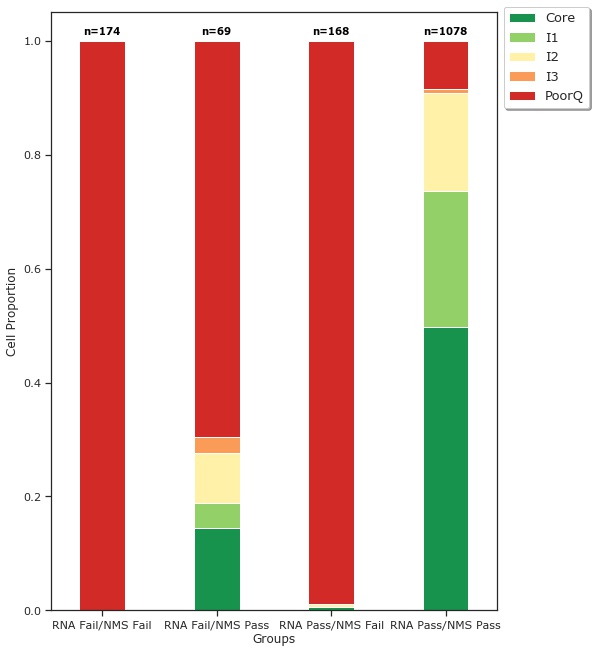 n=174 n=69 n=168 n=1078
Core
I1
I2
I3
PoorQ
1.0
0.8
0.6
0.4
0.2
0.0
Cell Proportion
RNA Fail/NMS Fail RNA Fail/NMS Pass RNA Pass/NMS Fail RNA Pass/NMS Pass
Groups